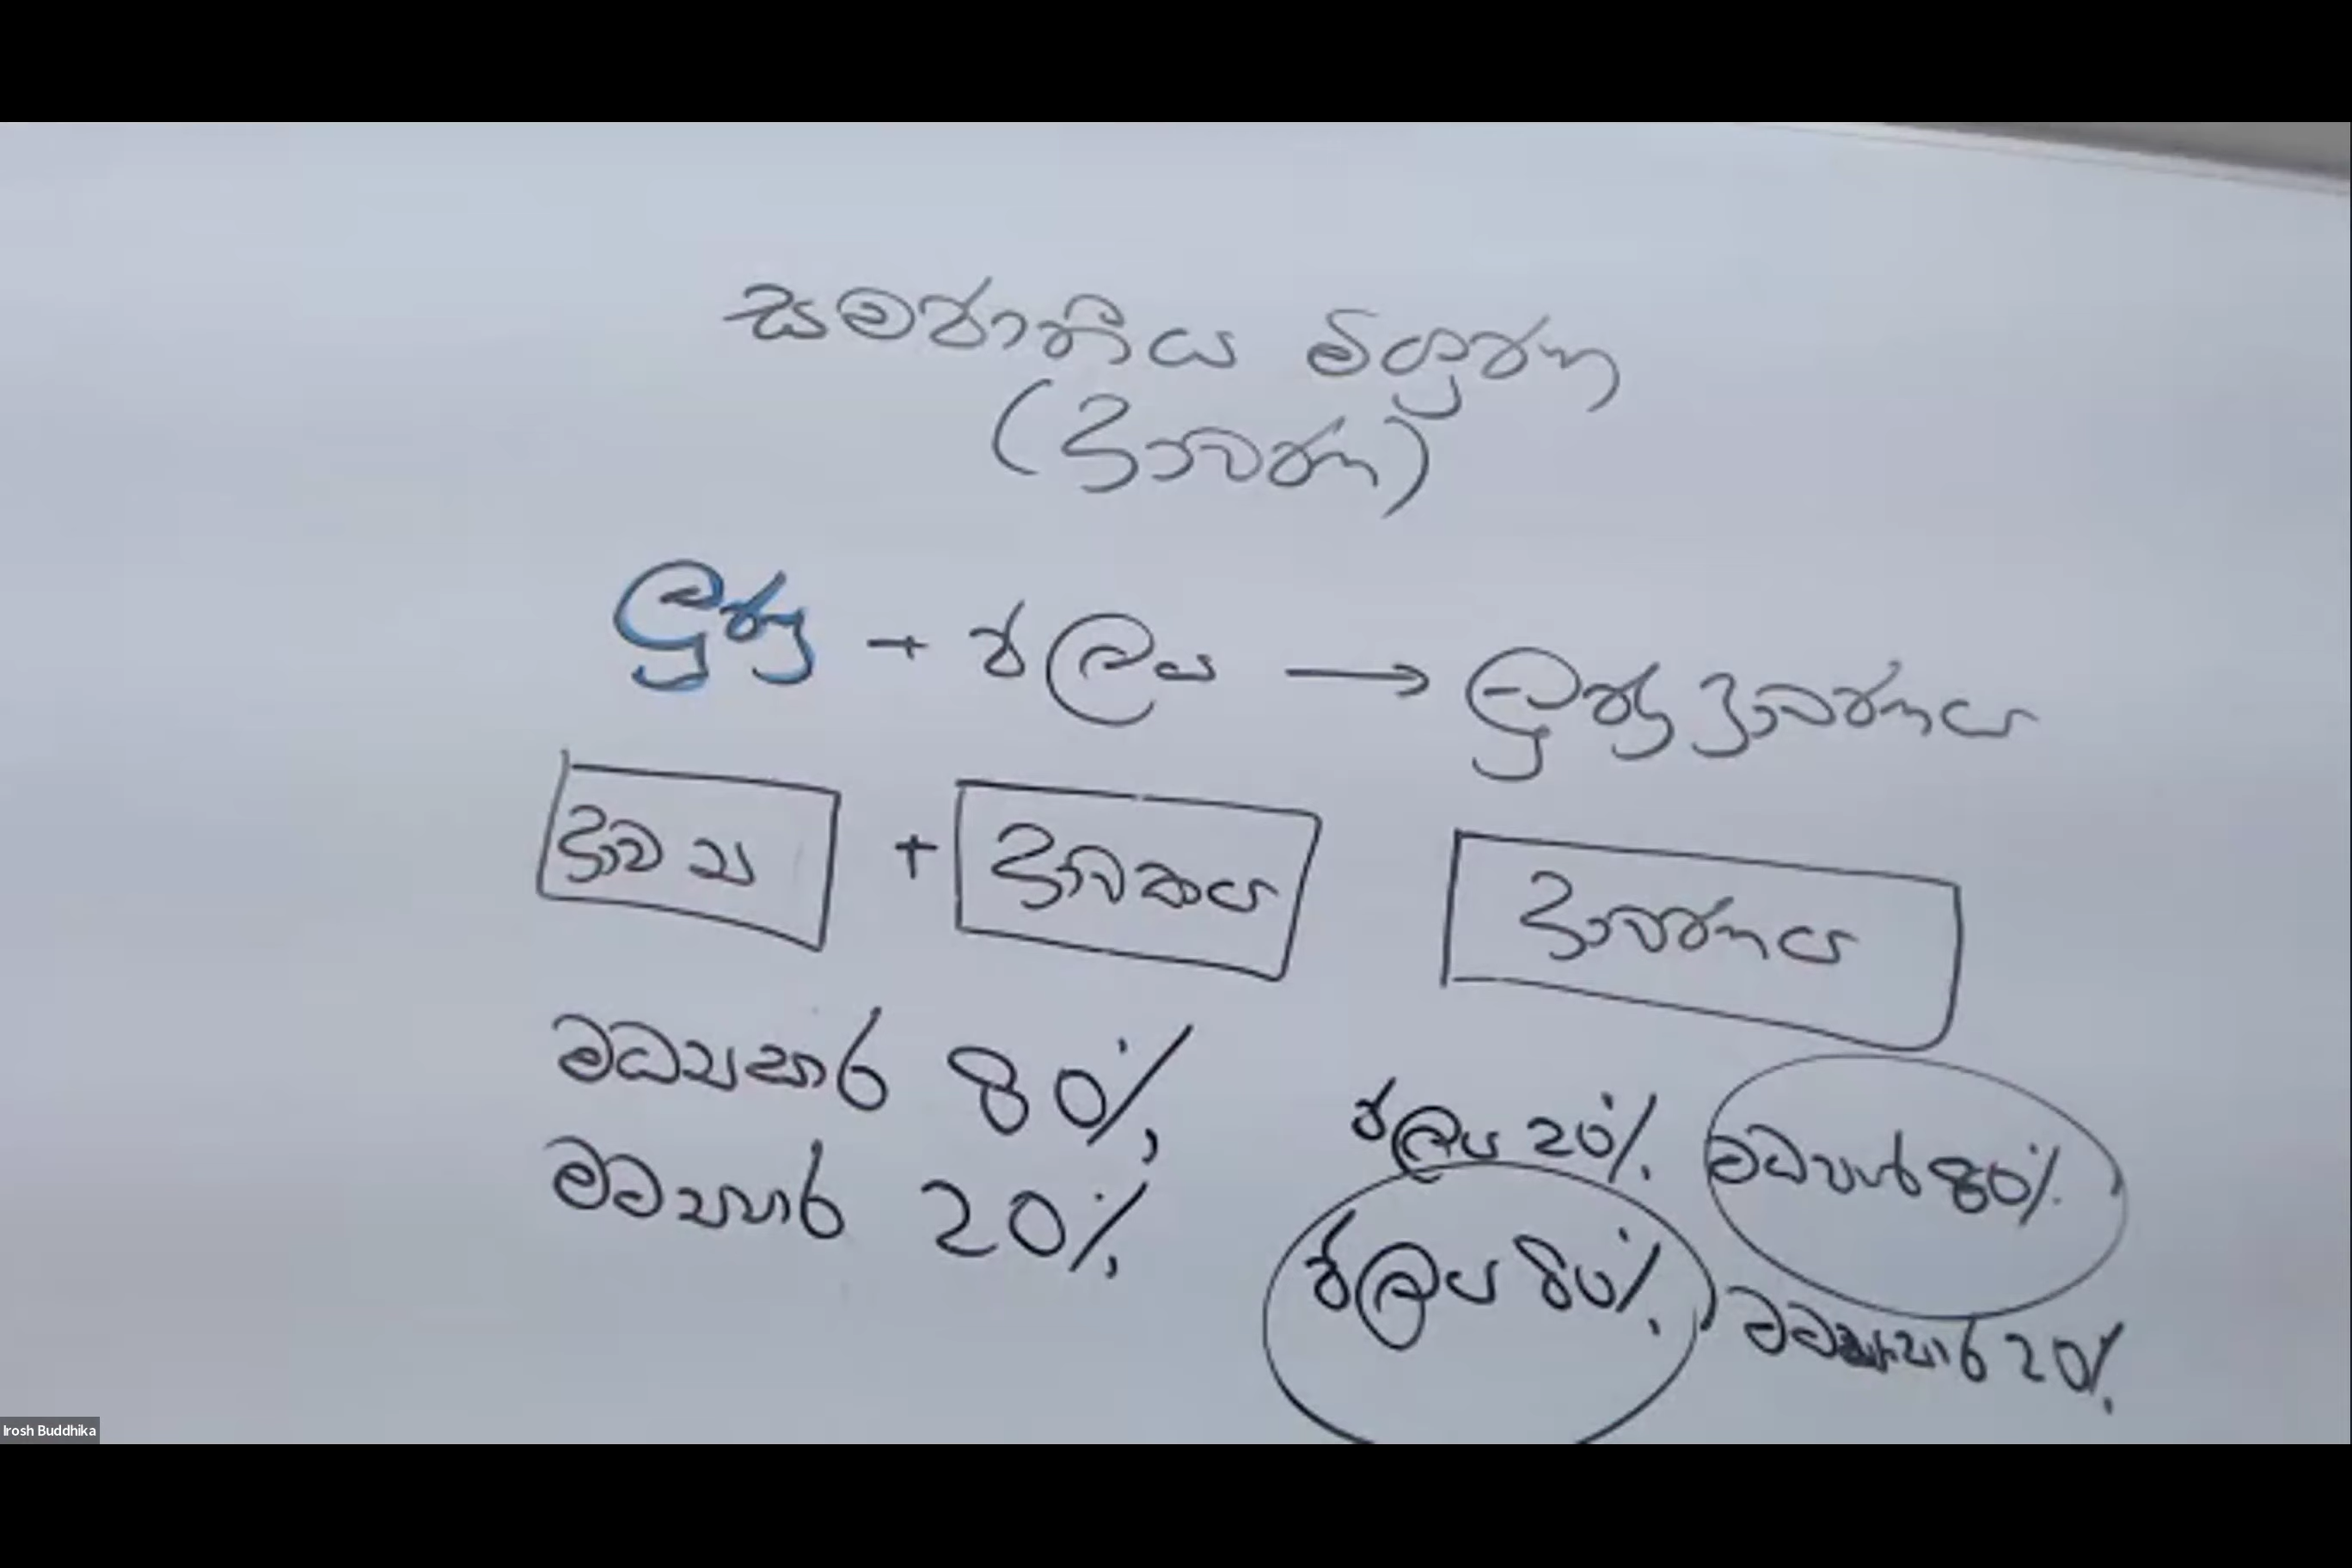 සමජාතීය මිශ්‍රණ
(ද්‍රාවණ)
ලුණු + ජලය → ලුණු ද්‍රාවණය
ද්‍රාව්‍ය + ද්‍රාවකය ද්‍රාවණය
මධ්‍යසාර 80% ජලය 20% මධ්‍යසාර 80%
මධ්‍යසාර 20% ජලය 80% මධ්‍යසාර 20%
Irosh Buddhika